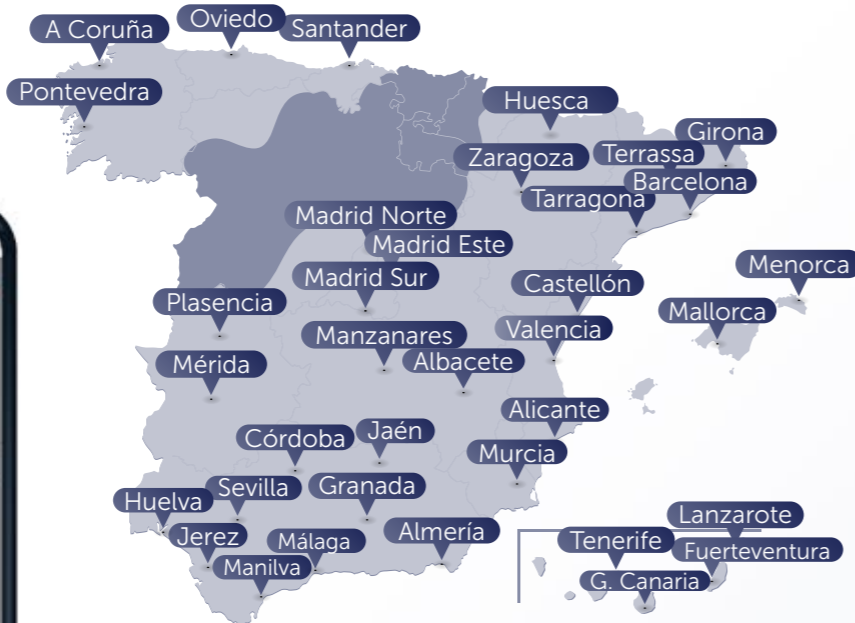 Oviedo
A Coruña
Santander
Pontevedra
Huesca
Girona
Zaragoza
Terrassa
Barcelona
Tarragona
Madrid Norte
Madrid Este
Madrid Sur
Menorca
Castellón
Plasencia
Mallorca
Valencia
Manzanares
Albacete
Mérida
Alicante
Jaén
Córdoba
Murcia
Sevilla
Granada
Huelva
Lanzarote
Jerez
Málaga
Almería
Tenerife
Fuerteventura
Manilva
G. Canaria